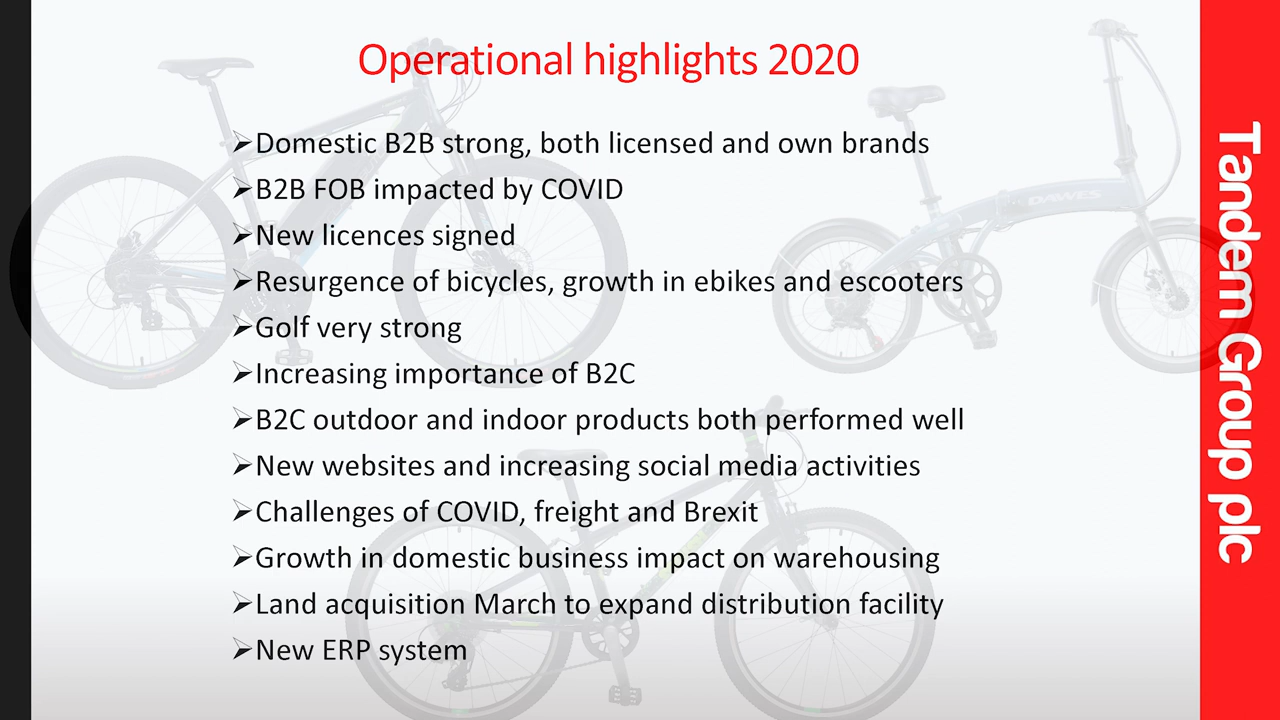 Operational highlights 2020
➢Domestic B2B strong, both licensed and own brands
➢B2B FOB impacted by COVID
➢New licences signed
➢Resurgence of bicycles, growth in ebikes and escooters
➢Golf very strong
➢Increasing importance of B2C
➢B2C outdoor and indoor products both performed well
➢New websites and increasing social media activities
➢Challenges of COVID, freight and Brexit
➢Growth in domestic business impact on warehousing
➢Land acquisition March to expand distribution facility
➢New ERP system
Tandem Group plc
DAWES